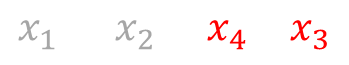 x₁ x₂ x₄ x₃